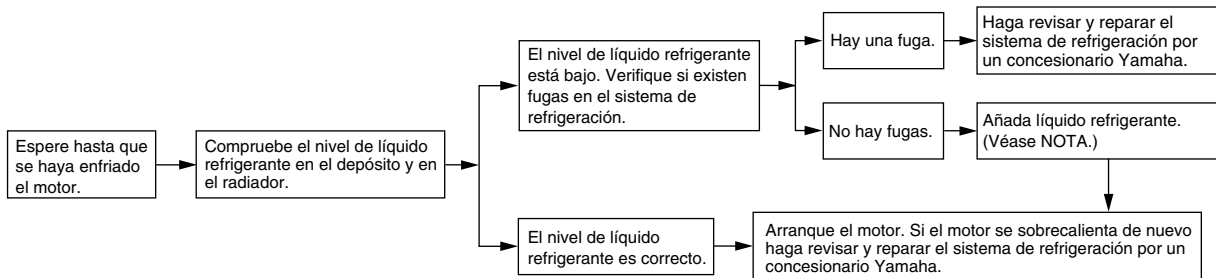 Espere hasta que
se haya enfriado
el motor.
Compruebe el nivel de líquido
refrigerante en el depósito y en
el radiador.
El nivel de líquido refrigerante
está bajo. Verifique si existen
fugas en el sistema de
refrigeración.
Hay una fuga.
Haga revisar y reparar el
sistema de refrigeración por
un concesionario Yamaha.
No hay fugas.
Añada líquido refrigerante.
(Véase NOTA.)
El nivel de líquido
refrigerante es correcto.
Arranque el motor. Si el motor se sobrecalienta de nuevo
haga revisar y reparar el sistema de refrigeración por un
concesionario Yamaha.